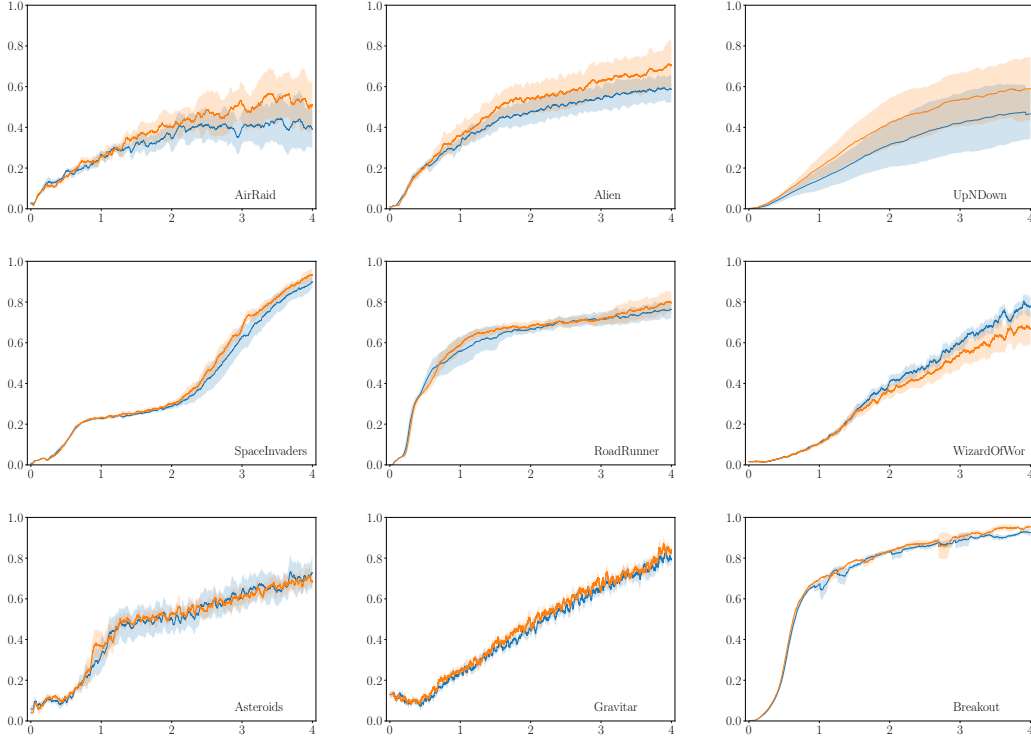 1.0 1.0 1.0
0.8 0.8 0.8
0.6 0.6 0.6
0.4 0.4 0.4
0.2 0.2 0.2
AirRaid Alien UpNDown
0.0 0.0 0.0
0 1 2 3 4 0 1 2 3 4 0 1 2 3 4
1.0 1.0 1.0
0.8 0.8 0.8
0.6 0.6 0.6
0.4 0.4 0.4
0.2 0.2 0.2
SpaceInvaders RoadRunner WizardOfWor
0.0 0.0 0.0
0 1 2 3 4 0 1 2 3 4 0 1 2 3 4
1.0 1.0 1.0
0.8 0.8 0.8
0.6 0.6 0.6
0.4 0.4 0.4
0.2 0.2 0.2
Asteroids Gravitar Breakout
0.0 0.0 0.0
0 1 2 3 4 0 1 2 3 4 0 1 2 3 4